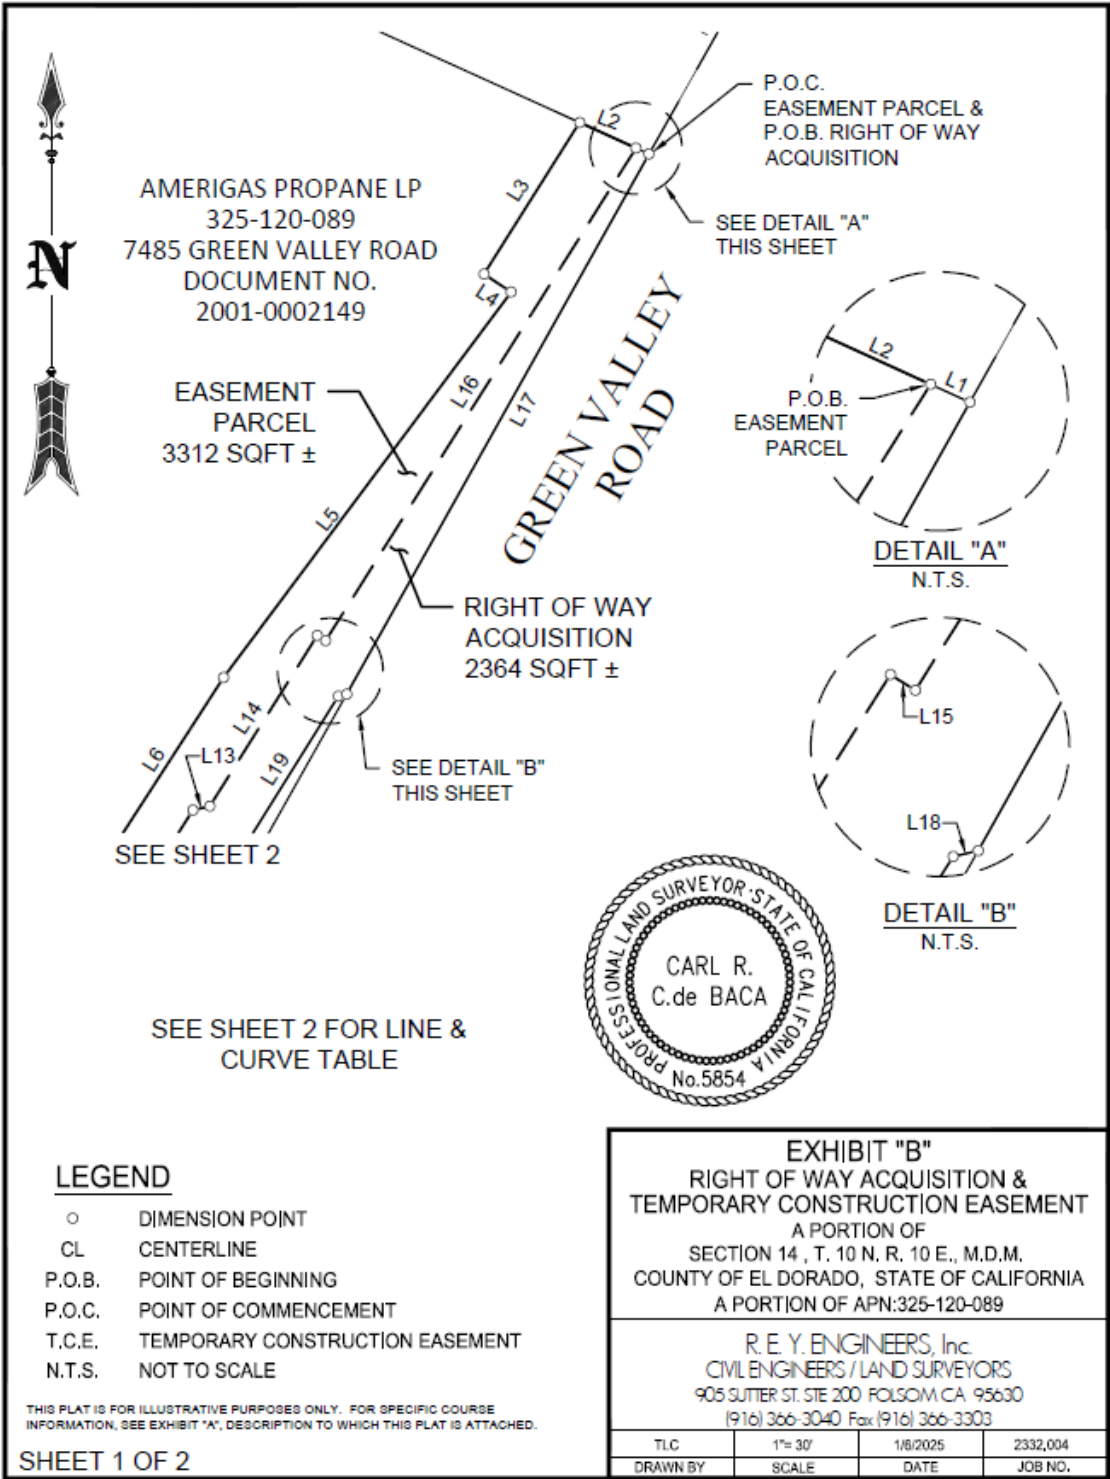 P.O.C.
EASEMENT PARCEL &
P.O.B. RIGHT OF WAY
ACQUISITION
L2
L3
AMERIGAS PROPANE LP
325-120-089
7485 GREEN VALLEY ROAD
DOCUMENT NO.
2001-0002149
N
SEE DETAIL "A"
THIS SHEET
L4
GREEN VALLEY
ROAD
L16
L17
EASEMENT
PARCEL
3312 SQFT ±
L5
L2
L1
P.O.B.
EASEMENT
PARCEL
DETAIL "A"
N.T.S.
RIGHT OF WAY
ACQUISITION
2364 SQFT ±
L14
L6
L13
L19
SEE DETAIL "B"
THIS SHEET
SEE SHEET 2
L15
L18
DETAIL "B"
N.T.S.
PROFESSIONAL LAND SURVEYOR · STATE OF CALIFORNIA
CARL R.
C.de BACA
No.5854
SEE SHEET 2 FOR LINE &
CURVE TABLE
LEGEND
DIMENSION POINT
CL CENTERLINE
P.O.B. POINT OF BEGINNING
P.O.C. POINT OF COMMENCEMENT
T.C.E. TEMPORARY CONSTRUCTION EASEMENT
N.T.S. NOT TO SCALE
THIS PLAT IS FOR ILLUSTRATIVE PURPOSES ONLY. FOR SPECIFIC COURSE
INFORMATION, SEE EXHIBIT "A", DESCRIPTION TO WHICH THIS PLAT IS ATTACHED.
SHEET 1 OF 2
EXHIBIT "B"
RIGHT OF WAY ACQUISITION &
TEMPORARY CONSTRUCTION EASEMENT
A PORTION OF
SECTION 14 , T. 10 N. R. 10 E., M.D.M.
COUNTY OF EL DORADO, STATE OF CALIFORNIA
A PORTION OF APN:325-120-089
R. E. Y. ENGINEERS, Inc.
CIVIL ENGINEERS / LAND SURVEYORS
905 SUTTER ST. STE 200 FOLSOM CA 95630
(916) 366-3040 Fax (916) 366-3303
TLC 1"= 30' 1/6/2025 2332,004
DRAWN BY SCALE DATE JOB NO.